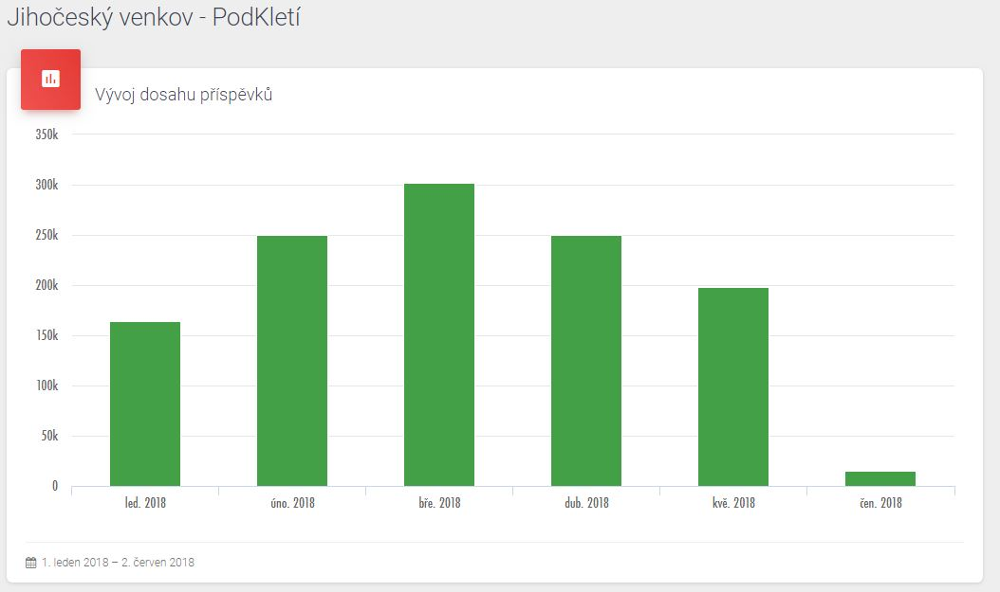 Jihočeský venkov - PodKletí
Vývoj dosahu příspěvků
350k
300k
250k
200k
150k
100k
50k
0
led. 2018 úno. 2018 bře. 2018 dub. 2018 kvě. 2018 čen. 2018
1. leden 2018 – 2. červen 2018